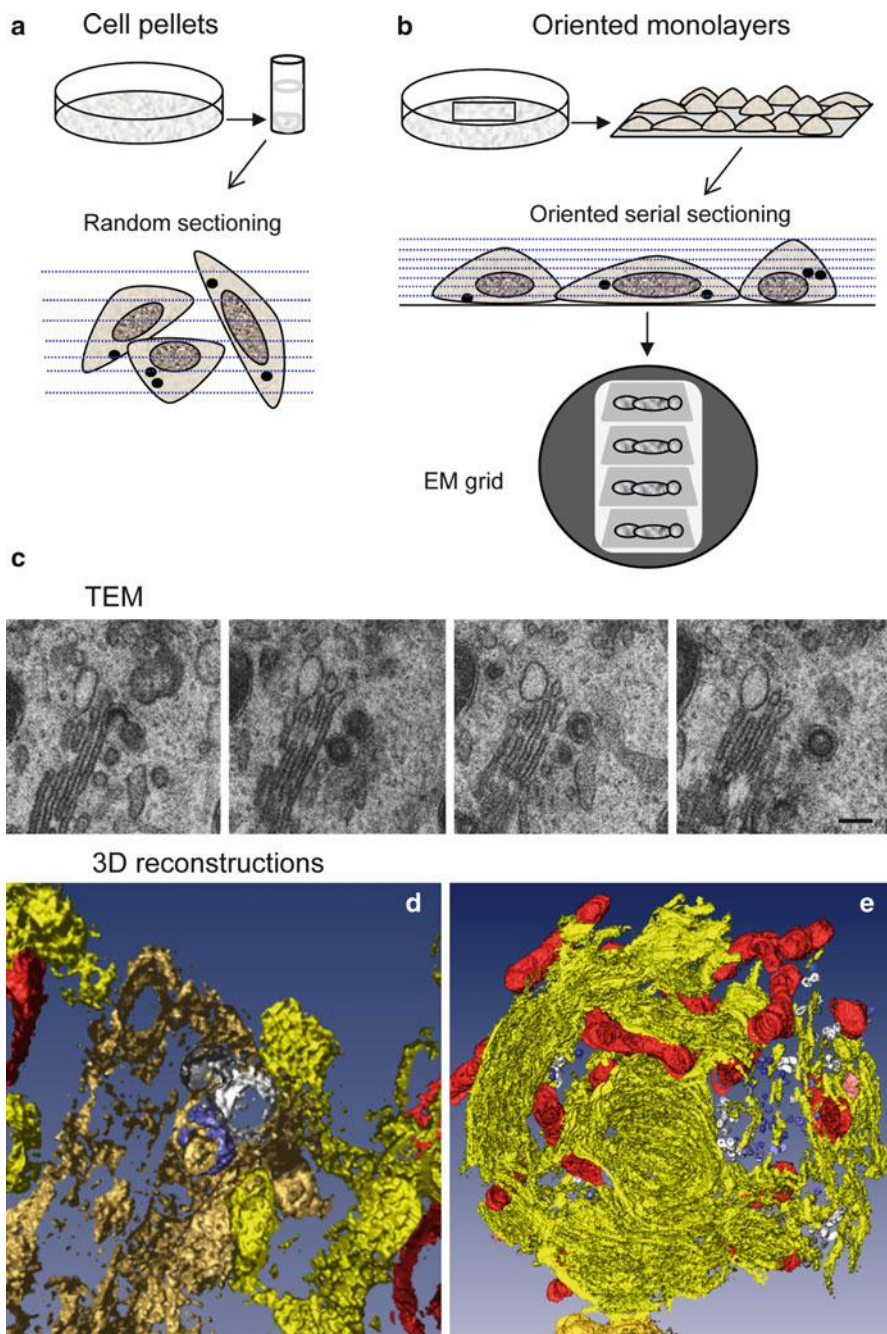 a
Cell pellets
b
Oriented monolayers
Random sectioning
Oriented serial sectioning
EM grid
c
TEM
3D reconstructions
d
e